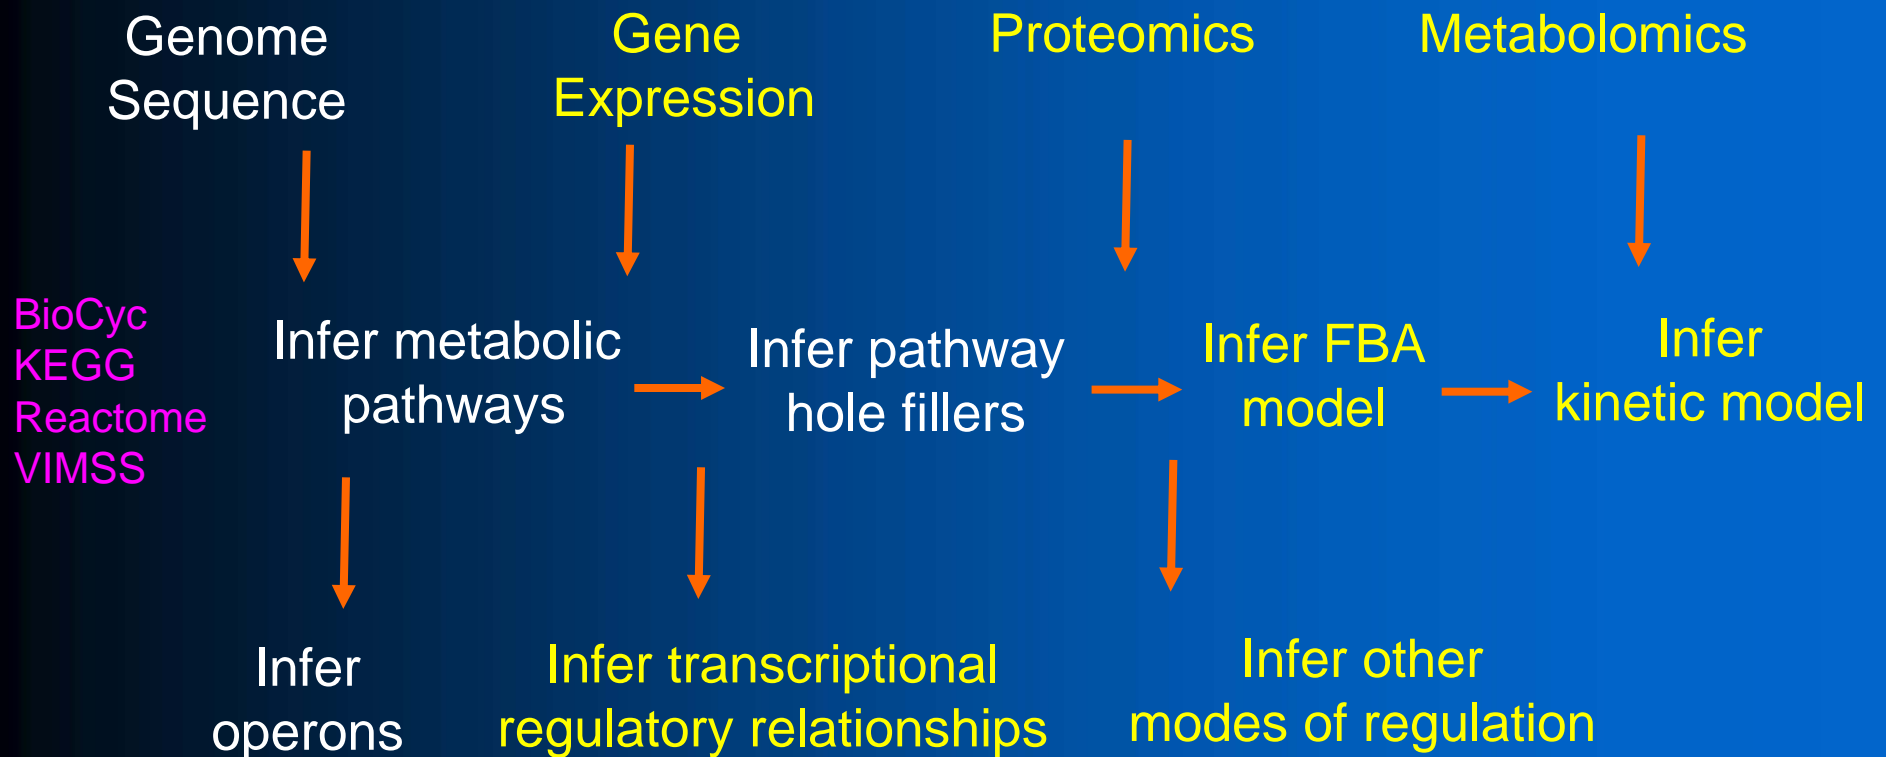 Genome
Sequence
Gene
Expression
Proteomics
Metabolomics
BioCyc
KEGG
Reactome
VIMSS
Infer metabolic
pathways
Infer pathway
hole fillers
Infer FBA
model
Infer
kinetic model
Infer
operons
Infer transcriptional
regulatory relationships
Infer other
modes of regulation